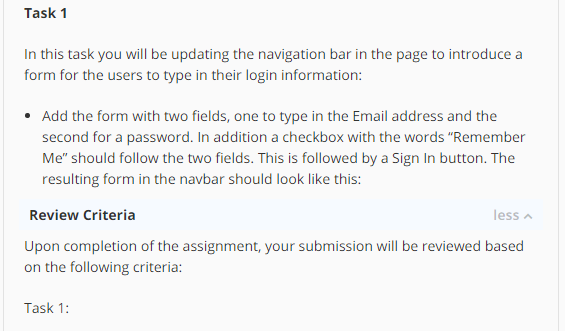 Task 1
In this task you will be updating the navigation bar in the page to introduce a
form for the users to type in their login information:
• Add the form with two fields, one to type in the Email address and the
second for a password. In addition a checkbox with the words “Remember
Me” should follow the two fields. This is followed by a Sign In button. The
resulting form in the navbar should look like this:
Review Criteria less
Upon completion of the assignment, your submission will be reviewed based
on the following criteria:
Task 1: